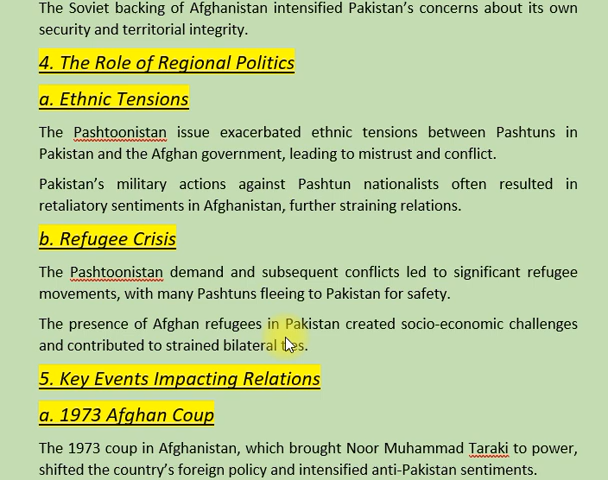 The Soviet backing of Afghanistan intensified Pakistan's concerns about its own
security and territorial integrity.
4. The Role of Regional Politics
a. Ethnic Tensions
The Pashtoonistan issue exacerbated ethnic tensions between Pashtuns in
Pakistan and the Afghan government, leading to mistrust and conflict.
Pakistan's military actions against Pashtun nationalists often resulted in
retaliatory sentiments in Afghanistan, further straining relations.
b. Refugee Crisis
The Pashtoonistan demand and subsequent conflicts led to significant refugee
movements, with many Pashtuns fleeing to Pakistan for safety.
The presence of Afghan refugees in Pakistan created socio-economic challenges
and contributed to strained bilateral ties.
5. Key Events Impacting Relations
a. 1973 Afghan Coup
The 1973 coup in Afghanistan, which brought Noor Muhammad Taraki to power,
shifted the country's foreign policy and intensified anti-Pakistan sentiments.